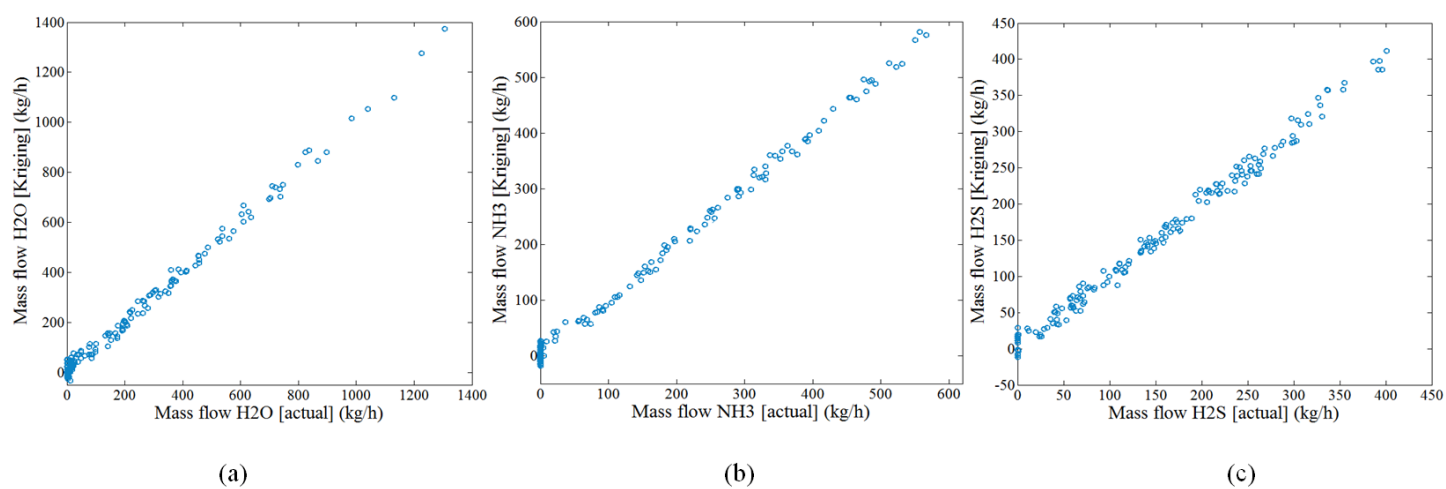 Mass flow H2O [Kriging] (kg/h)
1400
1200
1000
800
600
400
200
0
0 200 400 600 800 1000 1200 1400
Mass flow H2O [actual] (kg/h)
(a)
Mass flow NH3 [Kriging] (kg/h)
600
500
400
300
200
100
0
0 100 200 300 400 500 600
Mass flow NH3 [actual] (kg/h)
(b)
Mass flow H2S [Kriging] (kg/h)
450
400
350
300
250
200
150
100
50
0
-50
0 50 100 150 200 250 300 350 400 450
Mass flow H2S [actual] (kg/h)
(c)